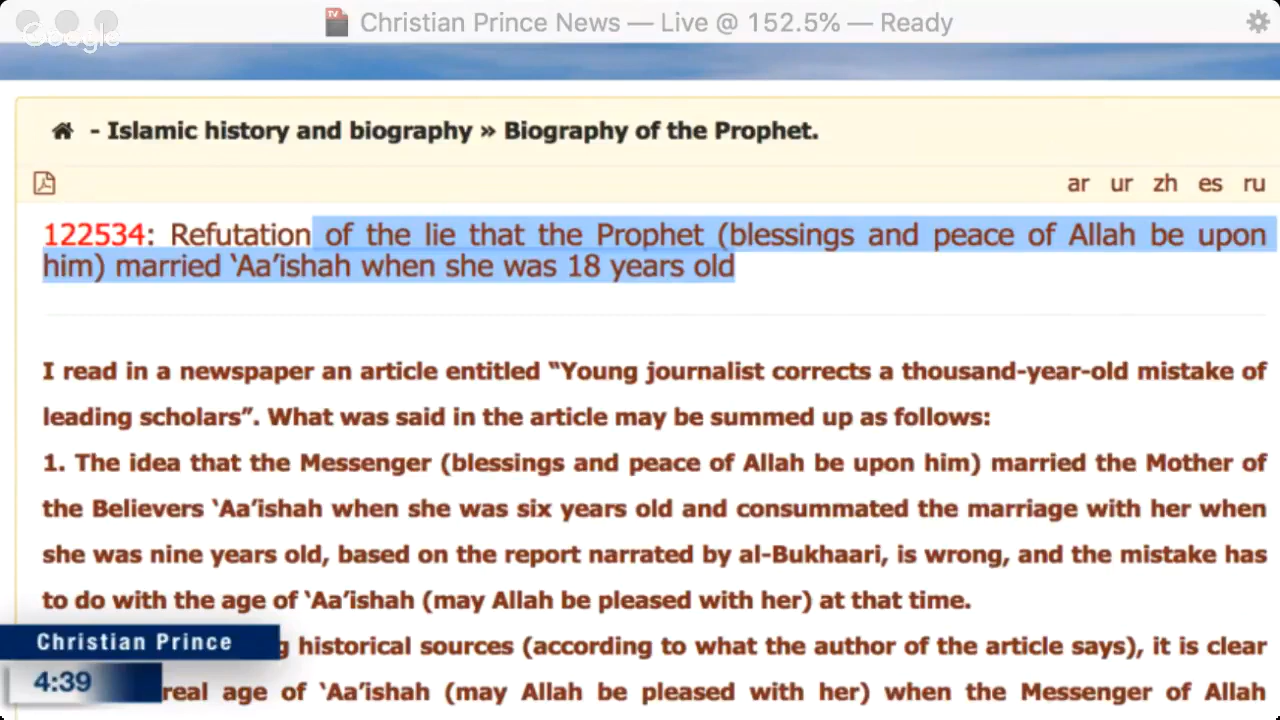 Google
Christian Prince News — Live @ 152.5% — Ready
- Islamic history and biography » Biography of the Prophet.
ar ur zh es ru
122534: Refutation of the lie that the Prophet (blessings and peace of Allah be upon
him) married ‘Aa’ishah when she was 18 years old
I read in a newspaper an article entitled “Young journalist corrects a thousand-year-old mistake of
leading scholars”. What was said in the article may be summed up as follows:
1. The idea that the Messenger (blessings and peace of Allah be upon him) married the Mother of
the Believers ‘Aa’ishah when she was six years old and consummated the marriage with her when
she was nine years old, based on the report narrated by al-Bukhaari, is wrong, and the mistake has
to do with the age of ‘Aa’ishah (may Allah be pleased with her) at that time.
historical sources (according to what the author of the article says), it is clear
real age of ‘Aa’ishah (may Allah be pleased with her) when the Messenger of Allah
Christian Prince
4:39